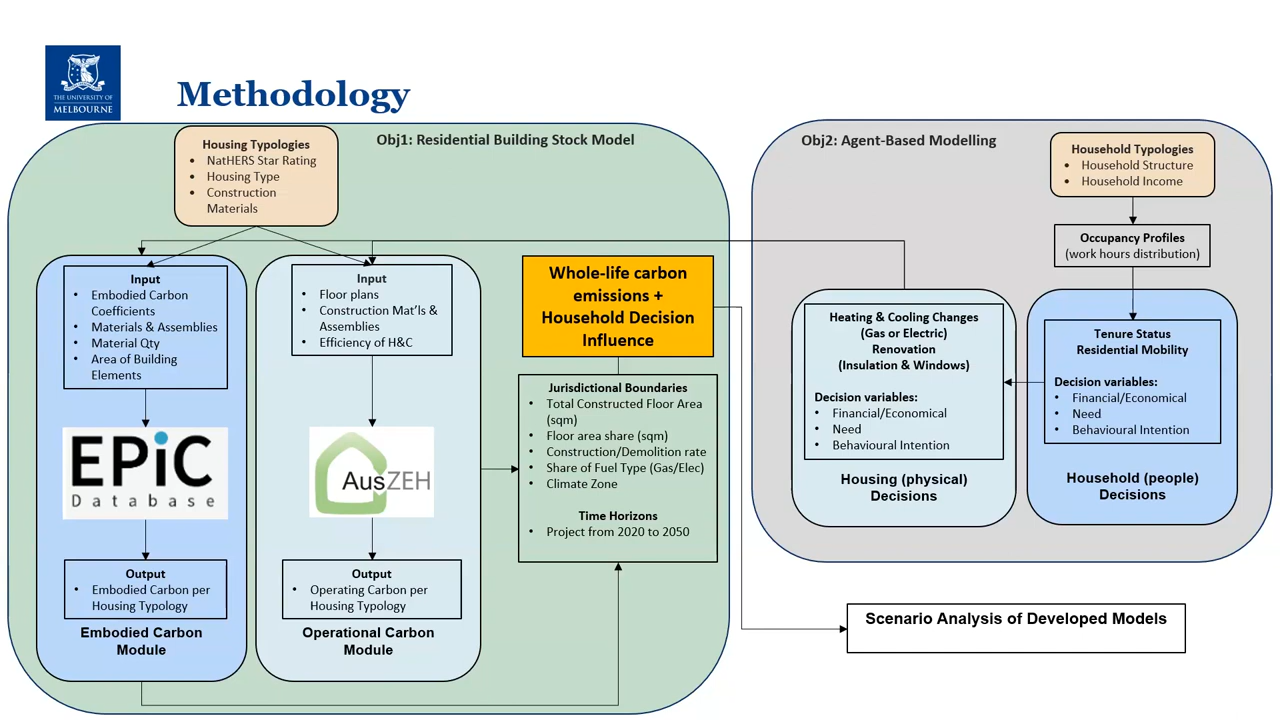 THE UNIVERSITY OF
MELBOURNE
Methodology
Obj1: Residential Building Stock Model
Housing Typologies
• NatHERS Star Rating
• Housing Type
• Construction
Materials
Input
• Embodied Carbon
Coefficients
• Materials & Assemblies
• Material Qty
• Area of Building
Elements
EPiC
Database
Output
• Embodied Carbon per
Housing Typology
Embodied Carbon
Module
Input
• Floor plans
• Construction Mat'ls &
Assemblies
• Efficiency of H&C
AusZEH
Output
• Operating Carbon per
Housing Typology
Operational Carbon
Module
Whole-life carbon
emissions +
Household Decision
Influence
Jurisdictional Boundaries
• Total Constructed Floor Area
(sqm)
• Floor area share (sqm)
• Construction/Demolition rate
• Share of Fuel Type (Gas/Elec)
• Climate Zone
Time Horizons
• Project from 2020 to 2050
Obj2: Agent-Based Modelling
Household Typologies
• Household Structure
• Household Income
Occupancy Profiles
(work hours distribution)
Heating & Cooling Changes
(Gas or Electric)
Renovation
(Insulation & Windows)
Decision variables:
• Financial/Economical
• Need
• Behavioural Intention
Housing (physical)
Decisions
Tenure Status
Residential Mobility
Decision variables:
• Financial/Economical
• Need
• Behavioural Intention
Household (people)
Decisions
Scenario Analysis of Developed Models